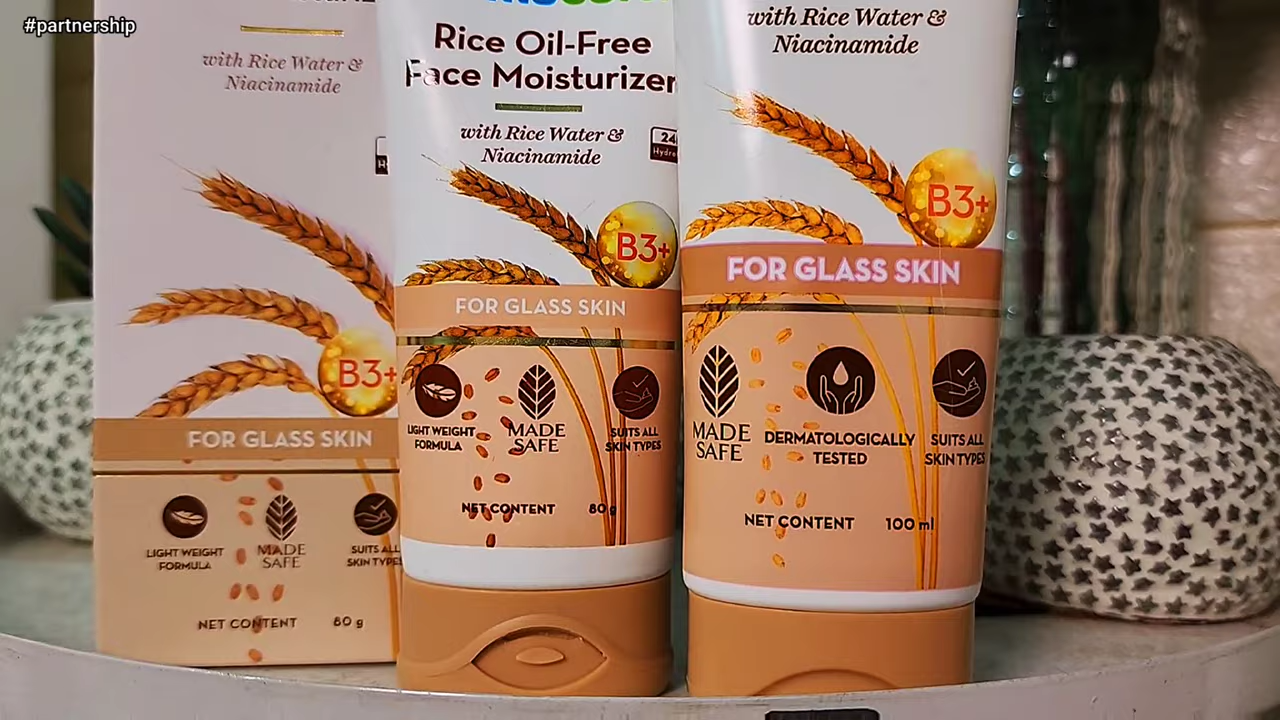 #partnership
with Rice Water &
Niacinamide
B3+
FOR GLASS SKIN
LIGHT WEIGHT
FORMULA
MADE
SAFE
SUITS ALL
SKIN TYPES
NET CONTENT 80 g
Rice Oil-Free
Face Moisturizer
with Rice Water &
Niacinamide
24
B3+
FOR GLASS SKIN
LIGHT WEIGHT
FORMULA
MADE
SAFE
SUITS ALL
SKIN TYPES
NET CONTENT 80 g
with Rice Water &
Niacinamide
B3+
FOR GLASS SKIN
MADE
SAFE
DERMATOLOGICALLY
TESTED
SUITS ALL
SKIN TYPES
NET CONTENT 100 ml